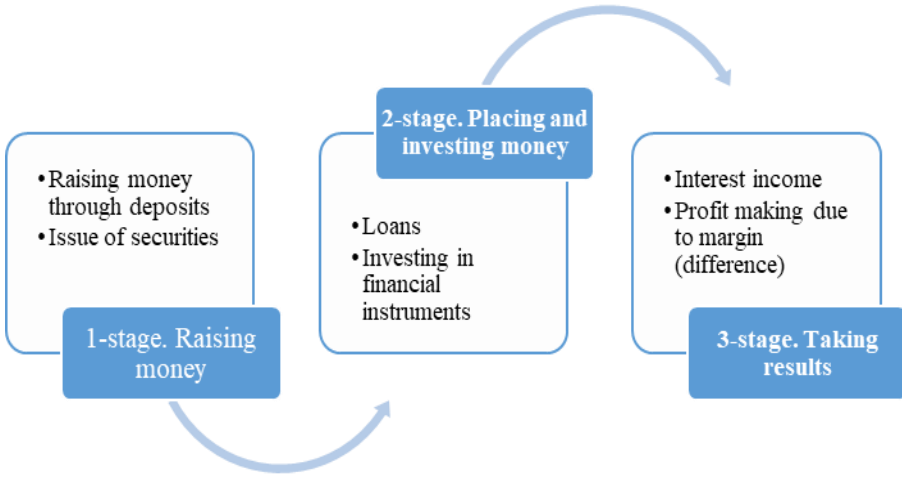 •Raising money
through deposits
•Issue of securities
1-stage. Raising
money
2-stage. Placing and
investing money
•Loans
•Investing in
financial
instruments
•Interest income
•Profit making due
to margin
(difference)
3-stage. Taking
results